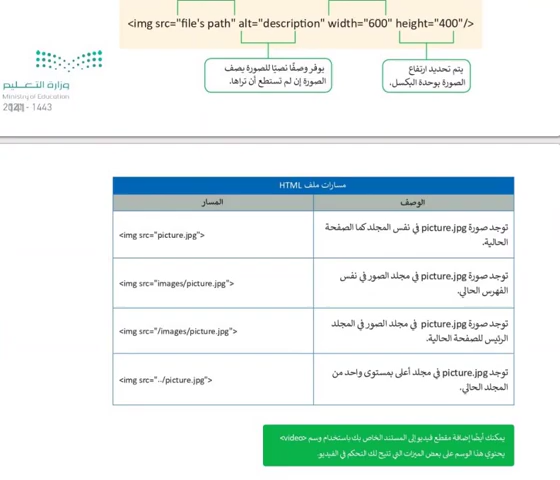 <img src="file's path" alt="description" width="600" height="400"/>
يوفر وصفًا نصيًا للصورة يصف
الصورة إن لم تستطع أن تراها.
يتم تحديد ارتفاع
الصورة بوحدة البكسل.
وزارة التعليم
Ministry of Education
2021 - 1443
مسارات ملف HTML
الوصف
المسار
توجد صورة picture.jpg في نفس المجلد كما الصفحة
الحالية.
<img src="picture.jpg">
توجد صورة picture.jpg في مجلد الصور في نفس
الفهرس الحالي.
<img src="images/picture.jpg">
توجد صورة picture.jpg في مجلد الصور في المجلد
الرئيس للصفحة الحالية.
<img src="/images/picture.jpg">
توجد picture.jpg في مجلد أعلى بمستوى واحد من
المجلد الحالي.
<img src="../picture.jpg">
يمكنك أيضًا إضافة مقطع فيديو إلى المستند الخاص بك باستخدام وسم <video>
يحتوي هذا الوسم على بعض الميزات التي تتيح لك التحكم في الفيديو.